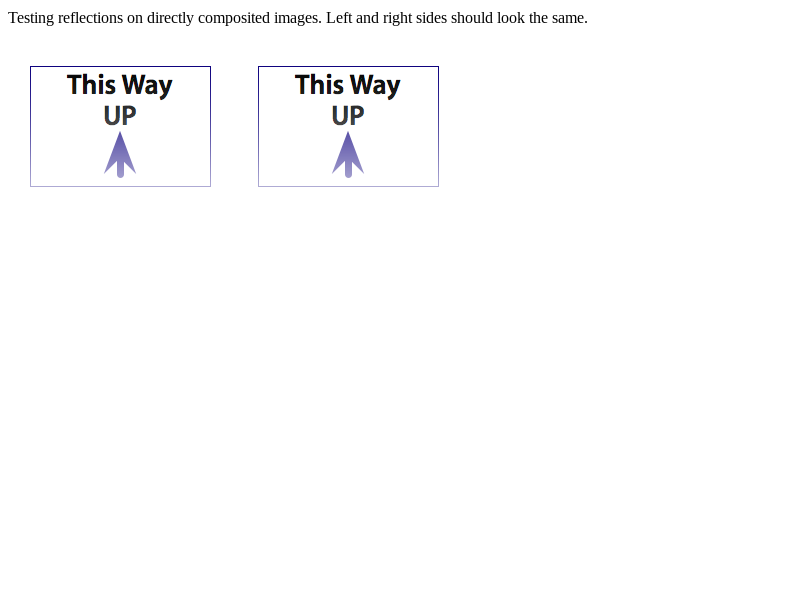 Testing reflections on directly composited images. Left and right sides should look the same.
This Way
UP
This Way
UP